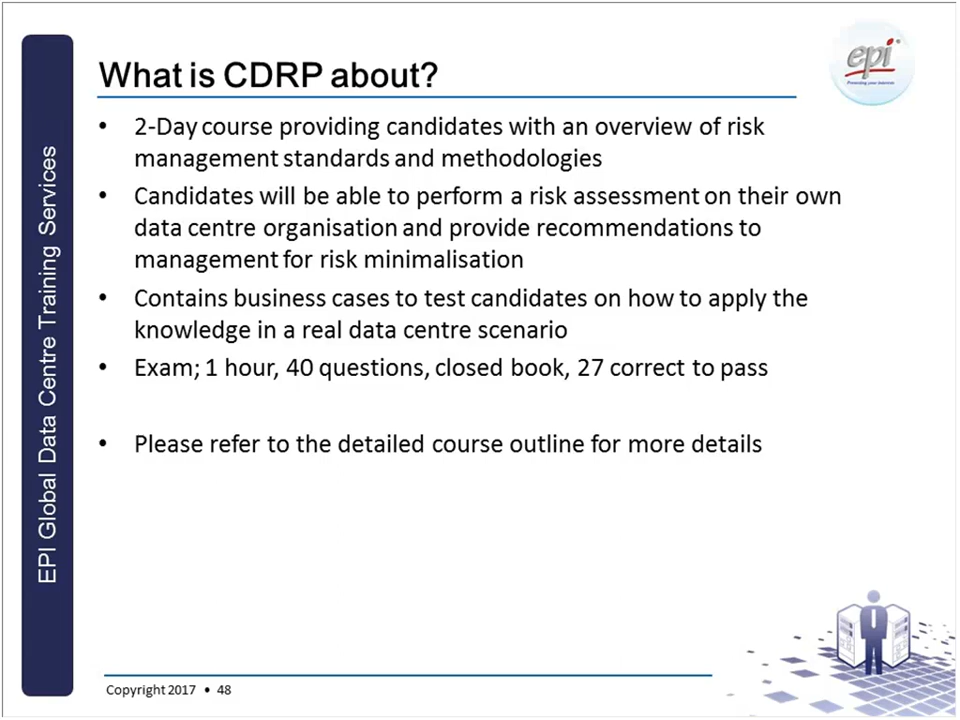 What is CDRP about?
epi
• 2-Day course providing candidates with an overview of risk
management standards and methodologies
• Candidates will be able to perform a risk assessment on their own
data centre organisation and provide recommendations to
management for risk minimalisation
• Contains business cases to test candidates on how to apply the
knowledge in a real data centre scenario
• Exam; 1 hour, 40 questions, closed book, 27 correct to pass
• Please refer to the detailed course outline for more details
EPI Global Data Centre Training Services
Copyright 2017 • 48